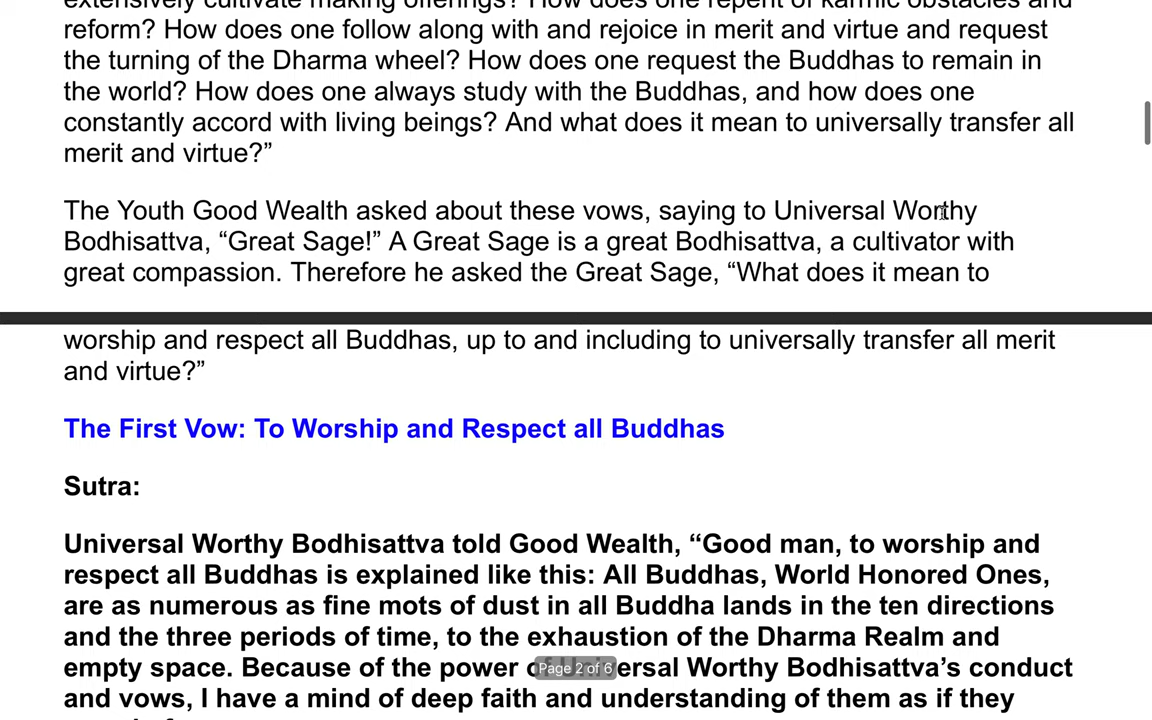 extensively cultivate making offerings? How does one repent of karmic obstacles and
reform? How does one follow along with and rejoice in merit and virtue and request
the turning of the Dharma wheel? How does one request the Buddhas to remain in
the world? How does one always study with the Buddhas, and how does one
constantly accord with living beings? And what does it mean to universally transfer all
merit and virtue?”
The Youth Good Wealth asked about these vows, saying to Universal Worthy
Bodhisattva, “Great Sage!” A Great Sage is a great Bodhisattva, a cultivator with
great compassion. Therefore he asked the Great Sage, “What does it mean to
worship and respect all Buddhas, up to and including to universally transfer all merit
and virtue?”
The First Vow: To Worship and Respect all Buddhas
Sutra:
Universal Worthy Bodhisattva told Good Wealth, “Good man, to worship and
respect all Buddhas is explained like this: All Buddhas, World Honored Ones,
are as numerous as fine mots of dust in all Buddha lands in the ten directions
and the three periods of time, to the exhaustion of the Dharma Realm and
empty space. Because of the power of Universal Worthy Bodhisattva’s conduct
Page 2 of 6
and vows, I have a mind of deep faith and understanding of them as if they